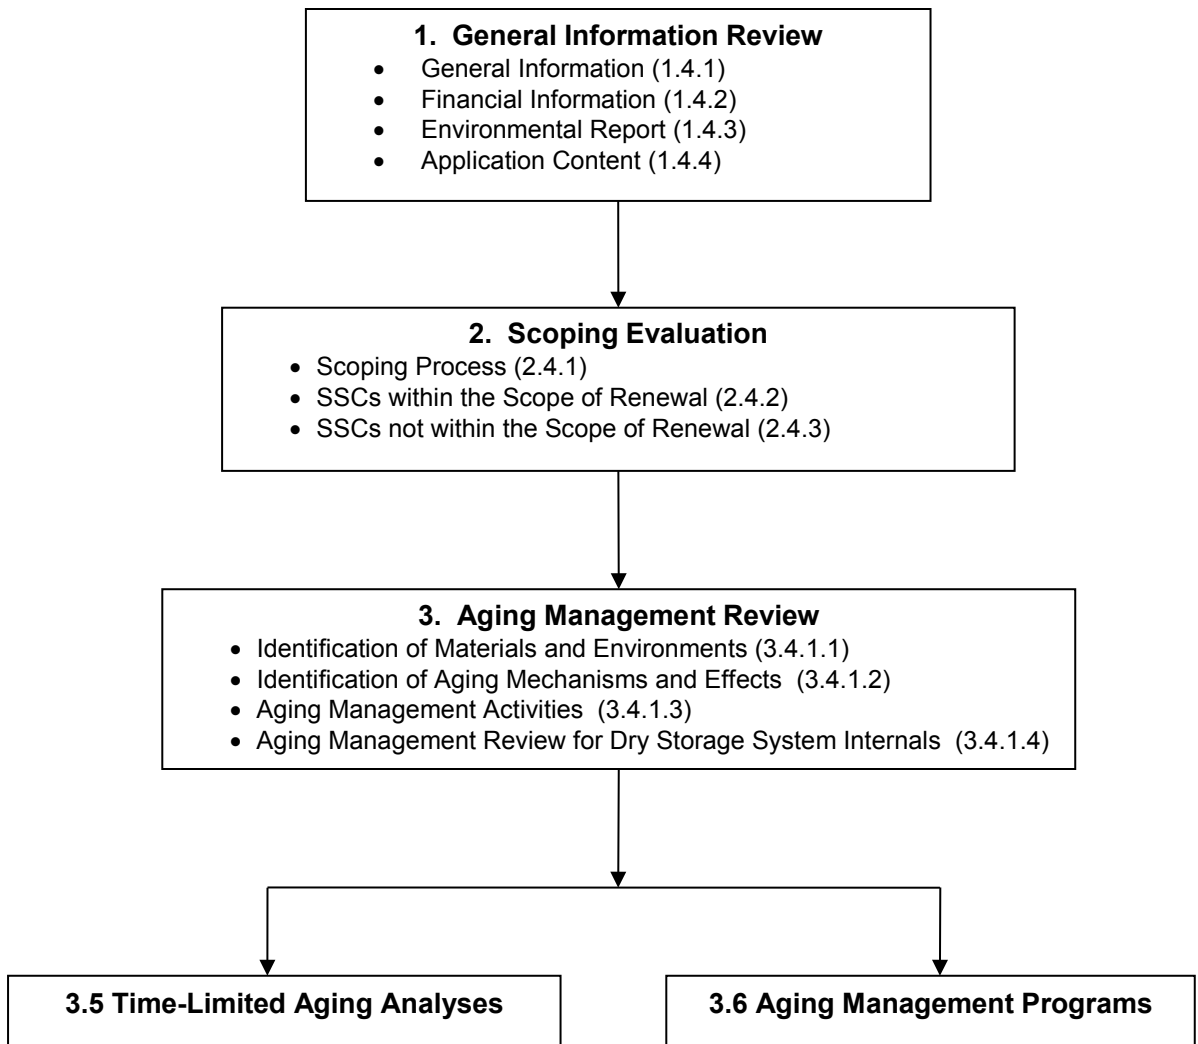 1. General Information Review
• General Information (1.4.1)
• Financial Information (1.4.2)
• Environmental Report (1.4.3)
• Application Content (1.4.4)
2. Scoping Evaluation
• Scoping Process (2.4.1)
• SSCs within the Scope of Renewal (2.4.2)
• SSCs not within the Scope of Renewal (2.4.3)
3. Aging Management Review
• Identification of Materials and Environments (3.4.1.1)
• Identification of Aging Mechanisms and Effects (3.4.1.2)
• Aging Management Activities (3.4.1.3)
• Aging Management Review for Dry Storage System Internals (3.4.1.4)
3.5 Time-Limited Aging Analyses
3.6 Aging Management Programs